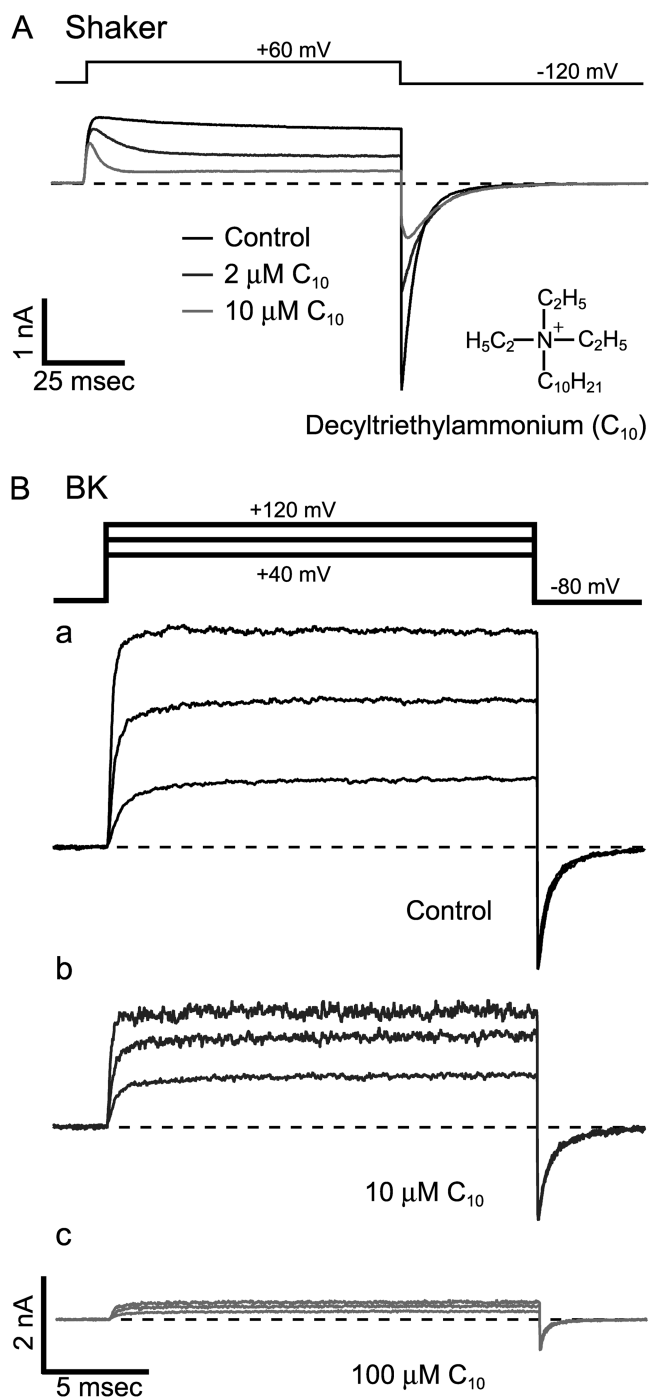 A Shaker
+60 mV
-120 mV
Control
2 μM C₁₀
10 μM C₁₀
1 nA
25 msec
C₂H₅
H₅C₂ N⁺ C₂H₅
C₁₀H₂₁
Decyltriethylammonium (C₁₀)
B BK
+120 mV
+40 mV
-80 mV
a
Control
b
10 μM C₁₀
c
2 nA
5 msec
100 μM C₁₀